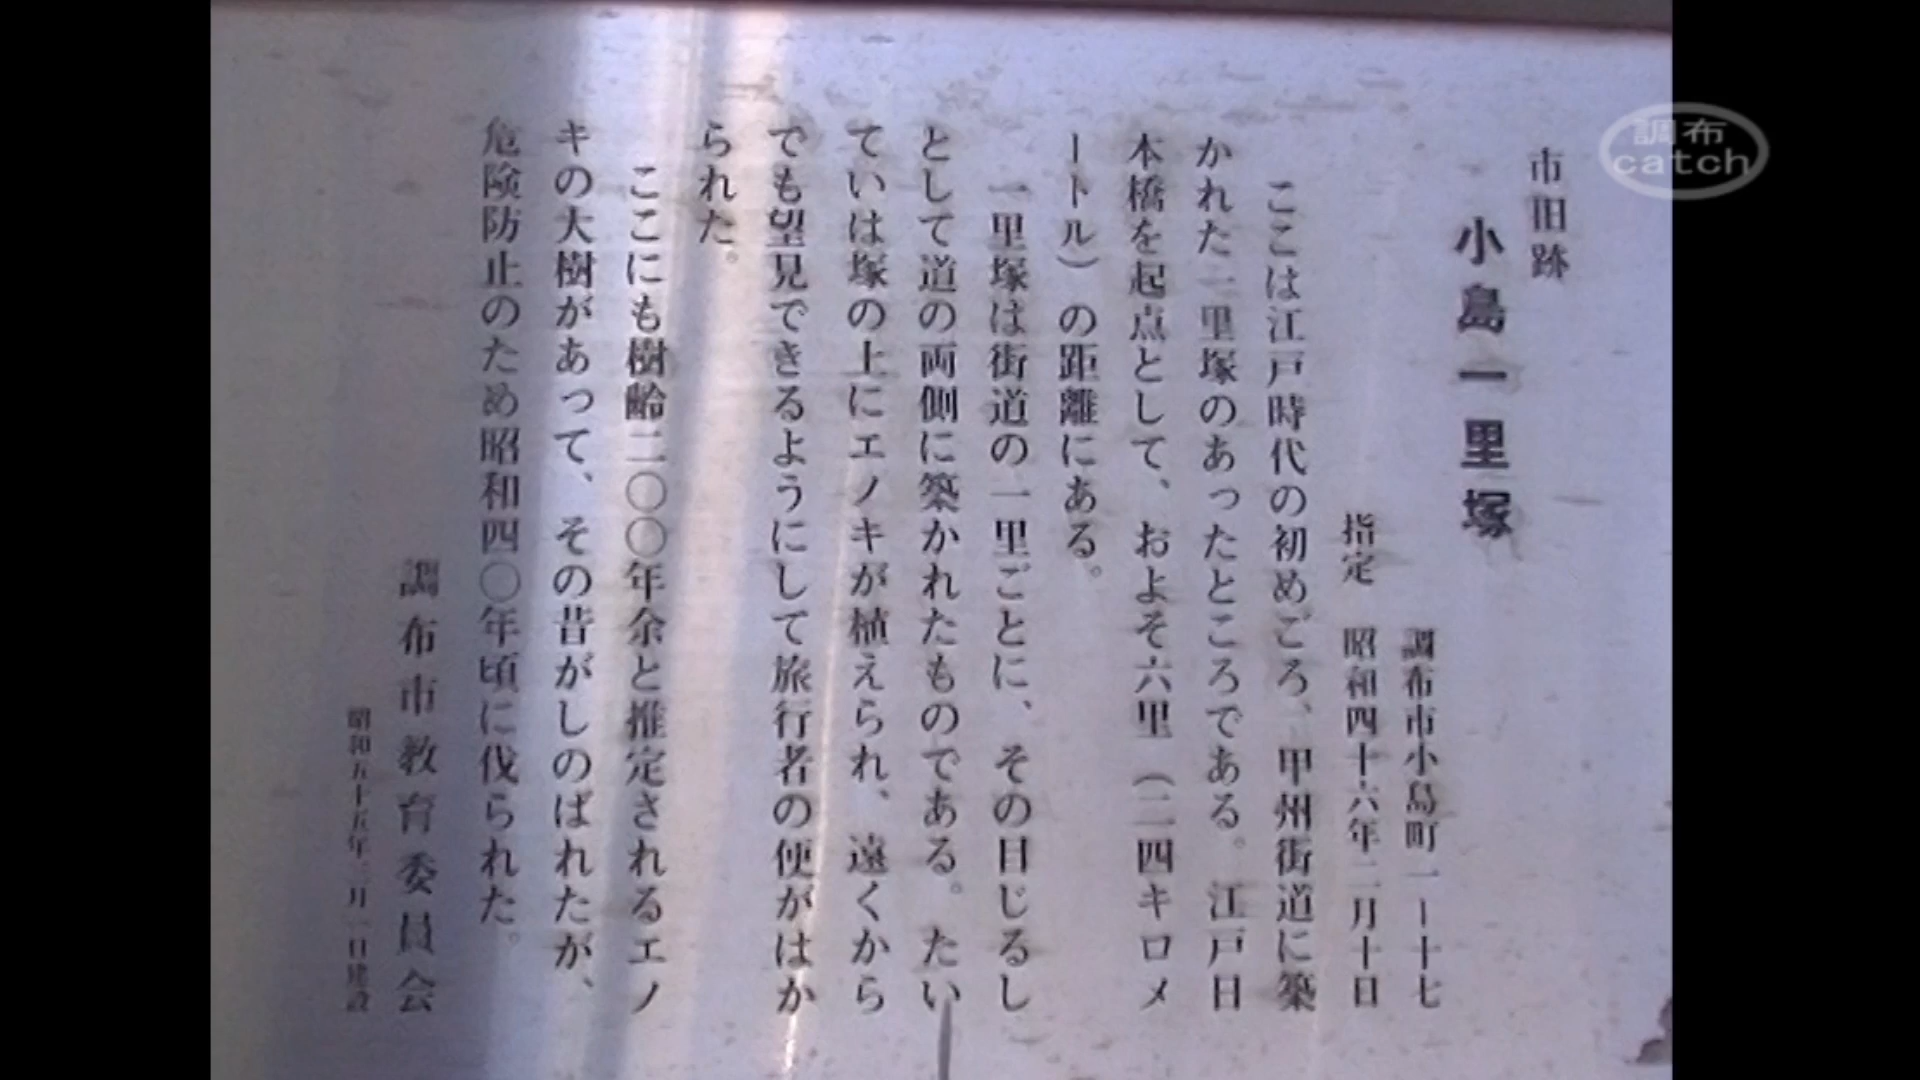 市旧跡
小島一里塚
調布市小島町一ー十七
指定 昭和四十六年二月十日
ここは江戸時代の初めごろ、甲州街道に築
かれた一里塚のあったところである。江戸日
本橋を起点として、およそ六里（二四キロメ
ートル）の距離にある。
一里塚は街道の一里ごとに、その目じるし
として道の両側に築かれたものである。たい
ていは塚の上にエノキが植えられ、遠くから
でも望見できるようにして旅行者の便がはか
られた。
ここにも樹齢二〇〇年余と推定されるエノ
キの大樹があって、その昔がしのばれたが、
危険防止のため昭和四〇年頃に伐られた。
調布市教育委員会
昭和五十五年 月一日建設
調布
catch